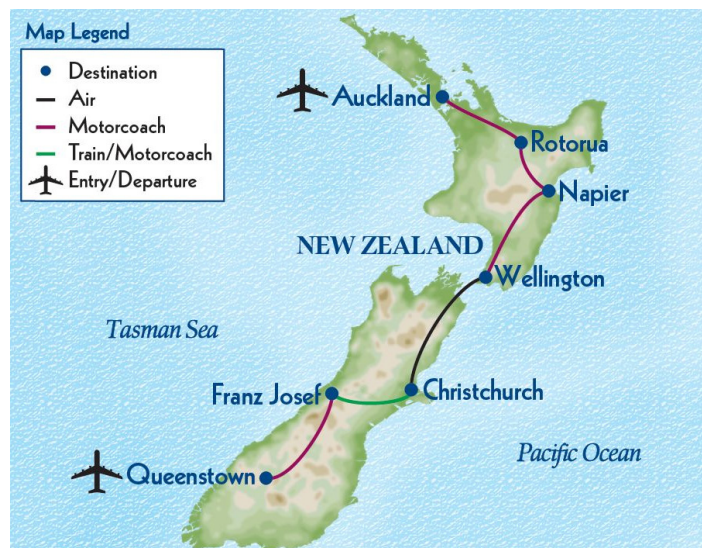 Map Legend
Destination
Air
Motorcoach
Train/Motorcoach
Entry/Departure
Auckland
Rotorua
Napier
NEW ZEALAND
Wellington
Tasman Sea
Franz Josef
Christchurch
Pacific Ocean
Queenstown